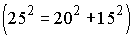 (25² = 20² + 15²)